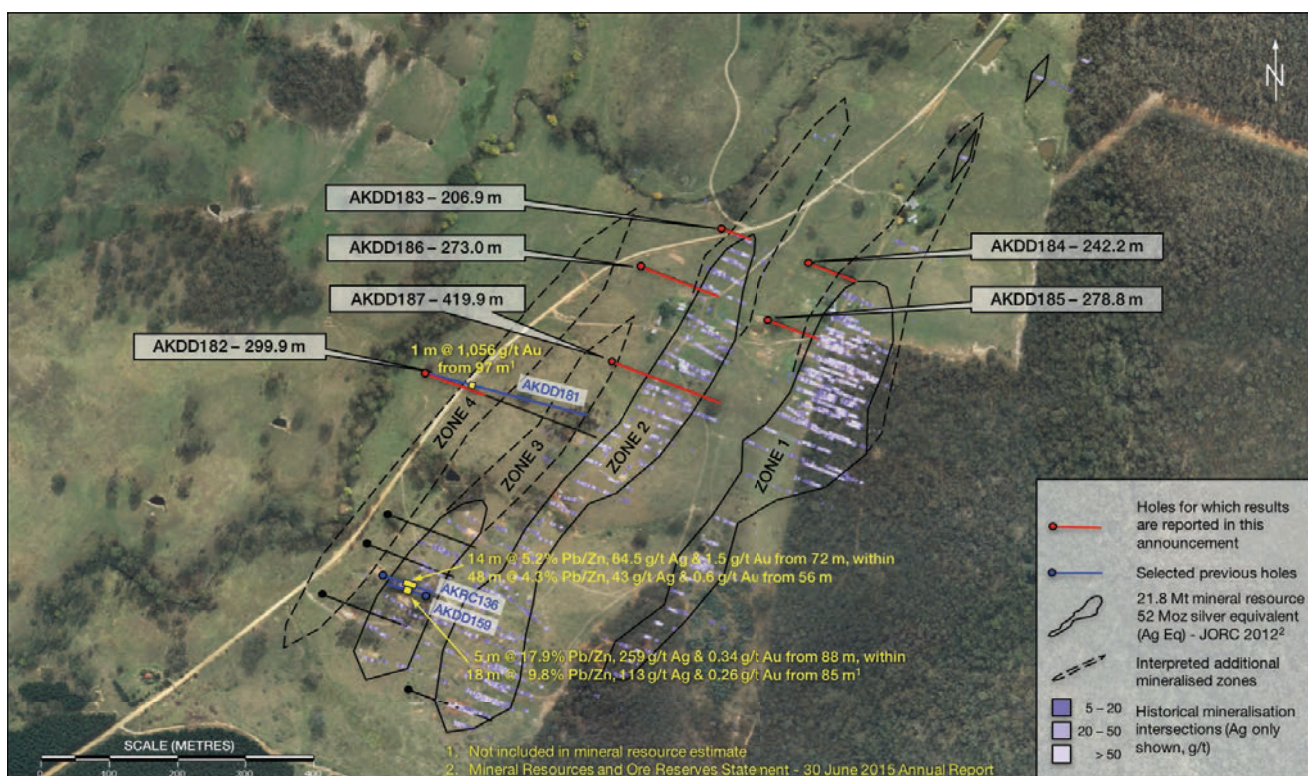 N
AKDD183 – 206.9 m
AKDD186 – 273.0 m
AKDD184 – 242.2 m
AKDD187 – 419.9 m
AKDD185 – 278.8 m
AKDD182 – 299.9 m
1 m @ 1,056 g/t Au
from 97 m¹
AKDD181
ZONE 4
ZONE 3
ZONE 2
ZONE 1
14 m @ 5.2% Pb/Zn, 64.5 g/t Ag & 1.5 g/t Au from 72 m, within
48 m @ 4.3% Pb/Zn, 43 g/t Ag & 0.6 g/t Au from 56 m
AKRC136
AKDD159
5 m @ 17.9% Pb/Zn, 259 g/t Ag & 0.34 g/t Au from 88 m, within
18 m @ 9.8% Pb/Zn, 113 g/t Ag & 0.26 g/t Au from 85 m¹
Holes for which results
are reported in this
announcement
Selected previous holes
21.8 Mt mineral resource
52 Moz silver equivalent
(Ag Eq) - JORC 2012²
Interpreted additional
mineralised zones
5 – 20
20 – 50
> 50
Historical mineralisation
intersections (Ag only
shown, g/t)
SCALE (METRES)
1. Not included in mineral resource estimate
2. Mineral Resources and Ore Reserves Statement - 30 June 2015 Annual Report